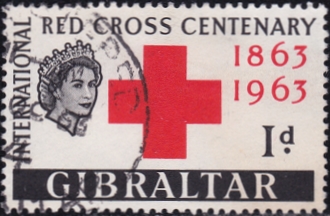 INTERNATIONAL
RED CROSS CENTENARY
1863
1963
1d
GIBRALTAR